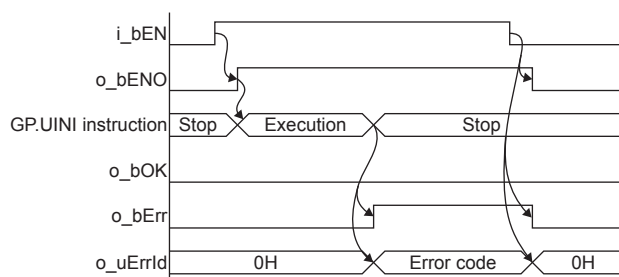 i_bEN
o_bENO
GP.UINI instruction Stop Execution Stop
o_bOK
o_bErr
o_uErrId 0H Error code 0H